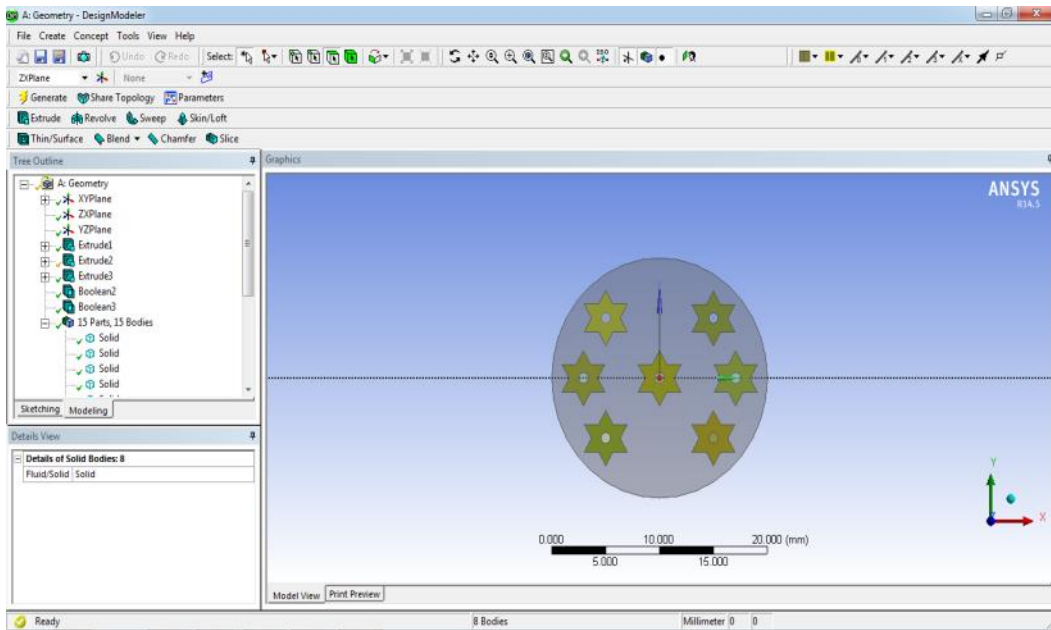 A: Geometry - DesignModeler
File Create Concept Tools View Help
Undo Redo Select:
ZXPlane None
Generate Share Topology Parameters
Extrude Revolve Sweep Skin/Loft
Thin/Surface Blend Chamfer Slice
Tree Outline
A: Geometry
XYPlane
ZXPlane
YZPlane
Extrude1
Extrude2
Extrude3
Boolean2
Boolean3
15 Parts, 15 Bodies
Solid
Solid
Solid
Solid
Sketching Modeling
Details View
Details of Solid Bodies: 8
Fluid/Solid Solid
Graphics
ANSYS
R14.5
Y
X
0.000 10.000 20.000 (mm)
5.000 15.000
Model View Print Preview
Ready 8 Bodies Millimeter 0 0